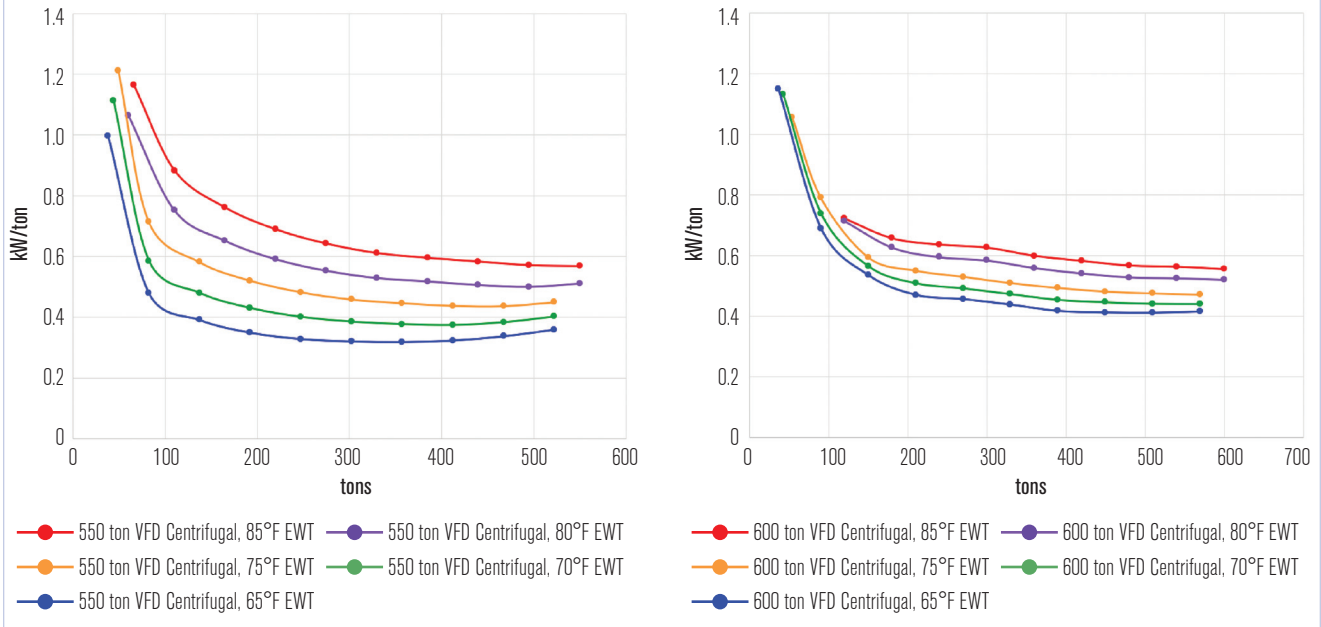 1.4
1.2
1.0
0.8
0.6
0.4
0.2
0
kW/ton
0 100 200 300 400 500 600
tons
550 ton VFD Centrifugal, 85°F EWT 550 ton VFD Centrifugal, 80°F EWT
550 ton VFD Centrifugal, 75°F EWT 550 ton VFD Centrifugal, 70°F EWT
550 ton VFD Centrifugal, 65°F EWT
1.4
1.2
1.0
0.8
0.6
0.4
0.2
0
kW/ton
0 100 200 300 400 500 600 700
tons
600 ton VFD Centrifugal, 85°F EWT 600 ton VFD Centrifugal, 80°F EWT
600 ton VFD Centrifugal, 75°F EWT 600 ton VFD Centrifugal, 70°F EWT
600 ton VFD Centrifugal, 65°F EWT